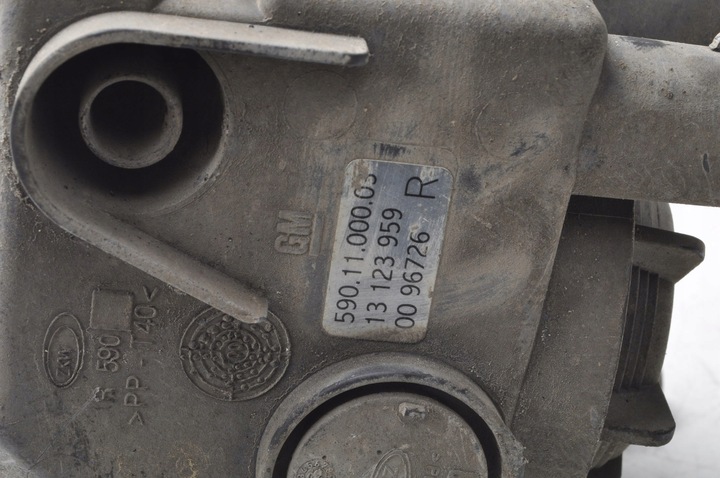 590.11.000.03
13 123 959
00 96726 R
GM
590
>PP - T40<